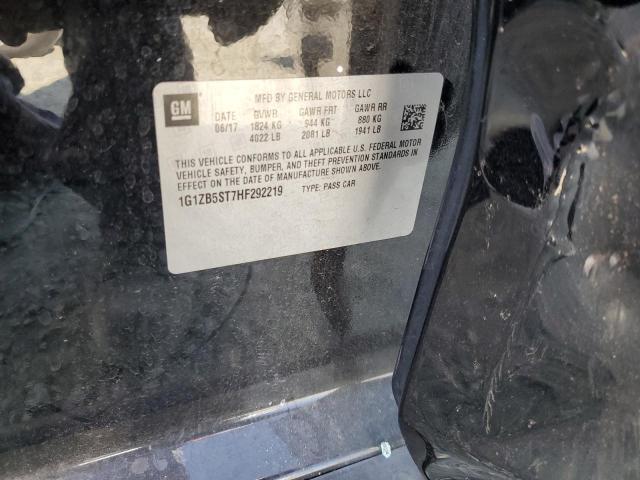 GM
MFD BY GENERAL MOTORS LLC
DATE GVWR GAWR FRT GAWR RR
06/17 1824 KG 944 KG 880 KG
4022 LB 2081 LB 1941 LB
THIS VEHICLE CONFORMS TO ALL APPLICABLE U.S. FEDERAL MOTOR
VEHICLE SAFETY, BUMPER, AND THEFT PREVENTION STANDARDS
IN EFFECT ON THE DATE OF MANUFACTURE SHOWN ABOVE.
1G1ZB5ST7HF292219 TYPE: PASS CAR